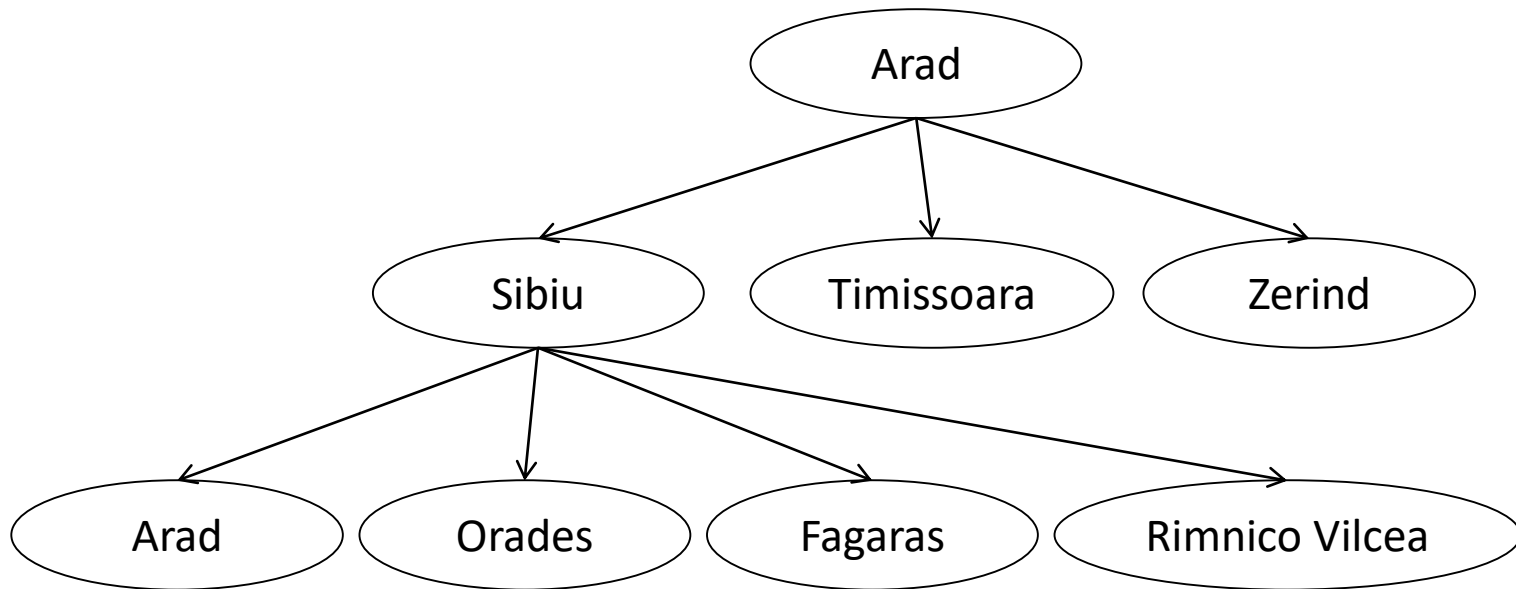 Arad
Sibiu
Timissoara
Zerind
Arad
Orades
Fagaras
Rimnico Vilcea